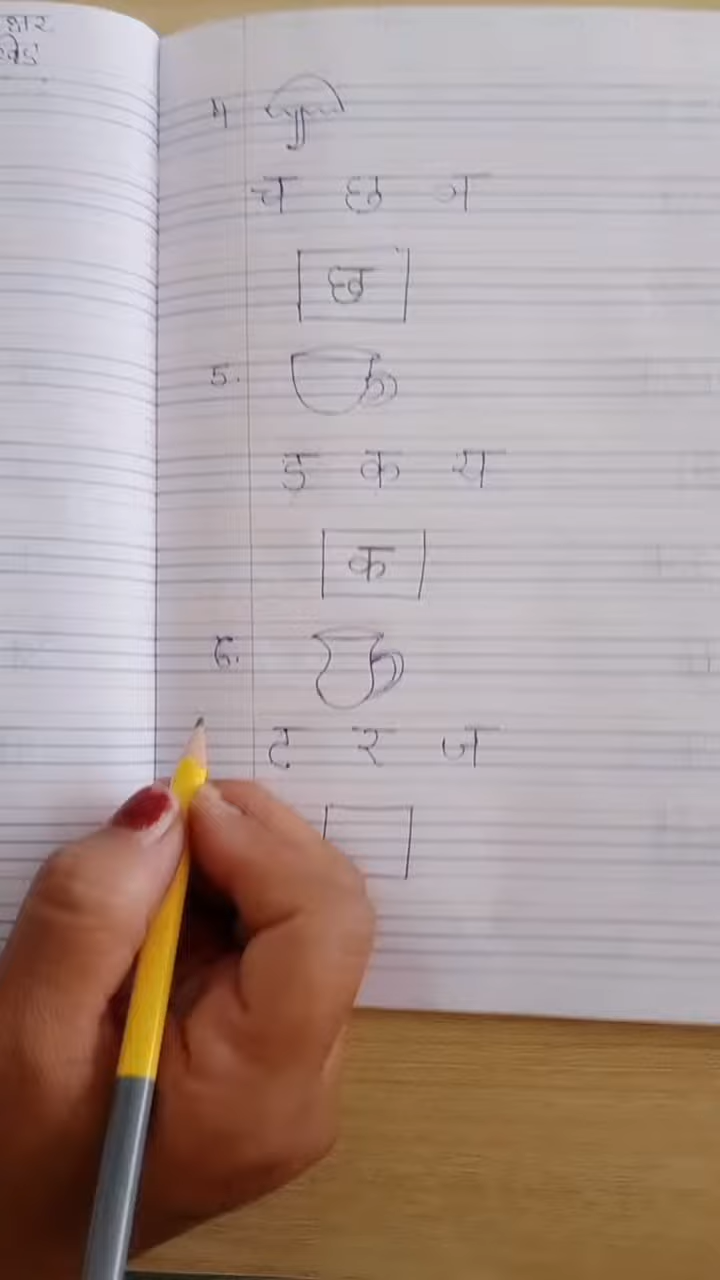 4
च छ ज
छ
5.
ड क य
क
6.
ट र ज